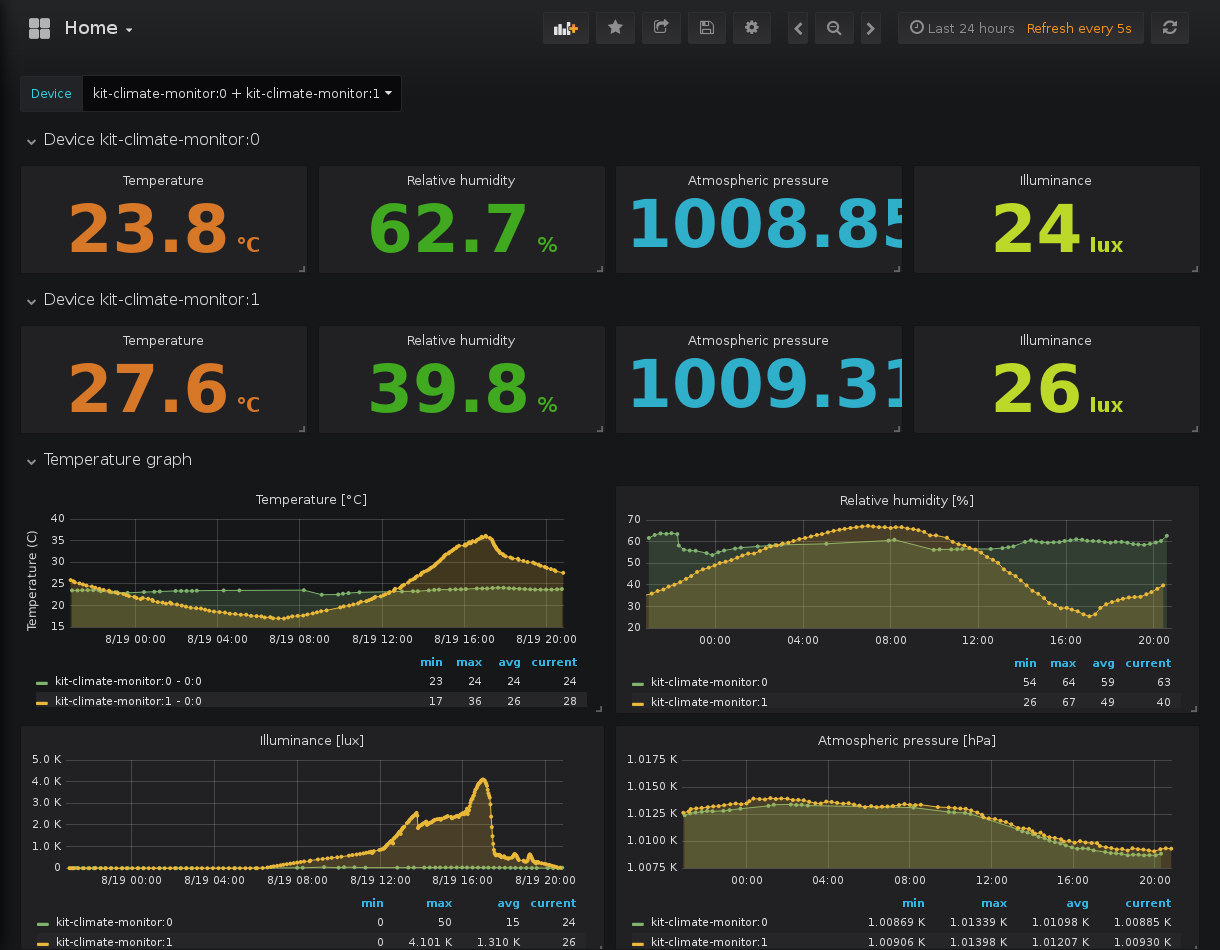 Home
Last 24 hours Refresh every 5s
Device kit-climate-monitor:0 + kit-climate-monitor:1
Device kit-climate-monitor:0
Temperature Relative humidity Atmospheric pressure Illuminance
23.8 °C 62.7 % 1008.85 24 lux
Device kit-climate-monitor:1
Temperature Relative humidity Atmospheric pressure Illuminance
27.6 °C 39.8 % 1009.31 26 lux
Temperature graph
Temperature [°C]
Temperature (C)
40
35
30
25
20
15
8/19 00:00 8/19 04:00 8/19 08:00 8/19 12:00 8/19 16:00 8/19 20:00
min max avg current
kit-climate-monitor:0 - 0:0 23 24 24 24
kit-climate-monitor:1 - 0:0 17 36 26 28
Relative humidity [%]
70
60
50
40
30
20
00:00 04:00 08:00 12:00 16:00 20:00
min max avg current
kit-climate-monitor:0 54 64 59 63
kit-climate-monitor:1 26 67 49 40
Illuminance [lux]
5.0 K
4.0 K
3.0 K
2.0 K
1.0 K
0
8/19 00:00 8/19 04:00 8/19 08:00 8/19 12:00 8/19 16:00 8/19 20:00
min max avg current
kit-climate-monitor:0 0 50 15 24
kit-climate-monitor:1 0 4.101 K 1.310 K 26
Atmospheric pressure [hPa]
1.0175 K
1.0150 K
1.0125 K
1.0100 K
1.0075 K
00:00 04:00 08:00 12:00 16:00 20:00
min max avg current
kit-climate-monitor:0 1.00869 K 1.01339 K 1.01098 K 1.00885 K
kit-climate-monitor:1 1.00906 K 1.01398 K 1.01207 K 1.00930 K